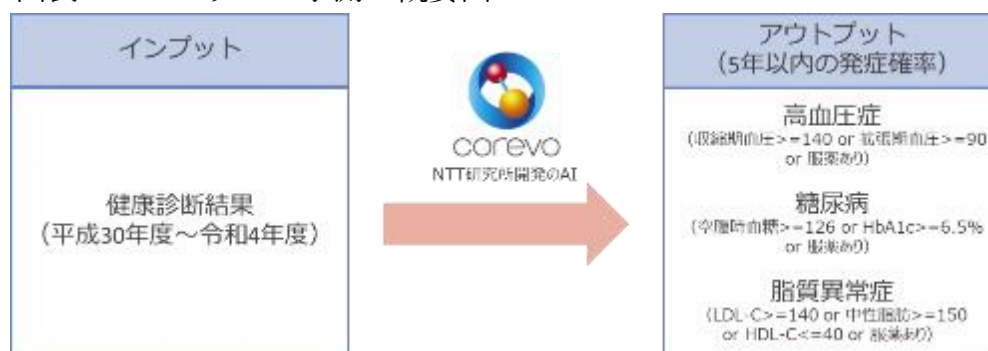 インプット
健康診断結果
（平成30年度～令和4年度）
corevo
NTT研究所開発のAI
アウトプット
（5年以内の発症確率）
高血圧症
（収縮期血圧>=140 or 拡張期血圧>=90
or 服薬あり）
糖尿病
（空腹時血糖>=126 or HbA1c>=6.5%
or 服薬あり）
脂質異常症
（LDL-C>=140 or 中性脂肪>=150
or HDL-C<=40 or 服薬あり）